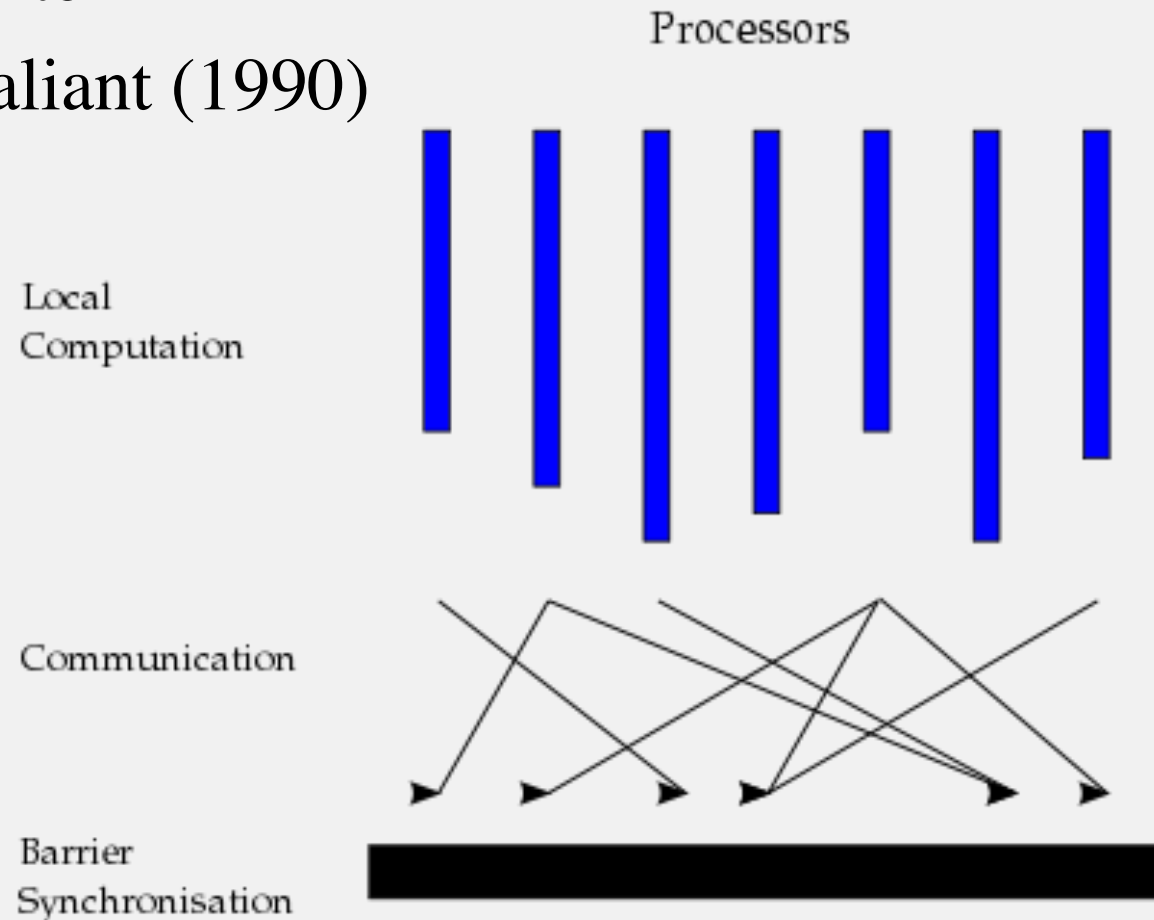 Processors
aliant (1990)
Local
Computation
Communication
Barrier
Synchronisation